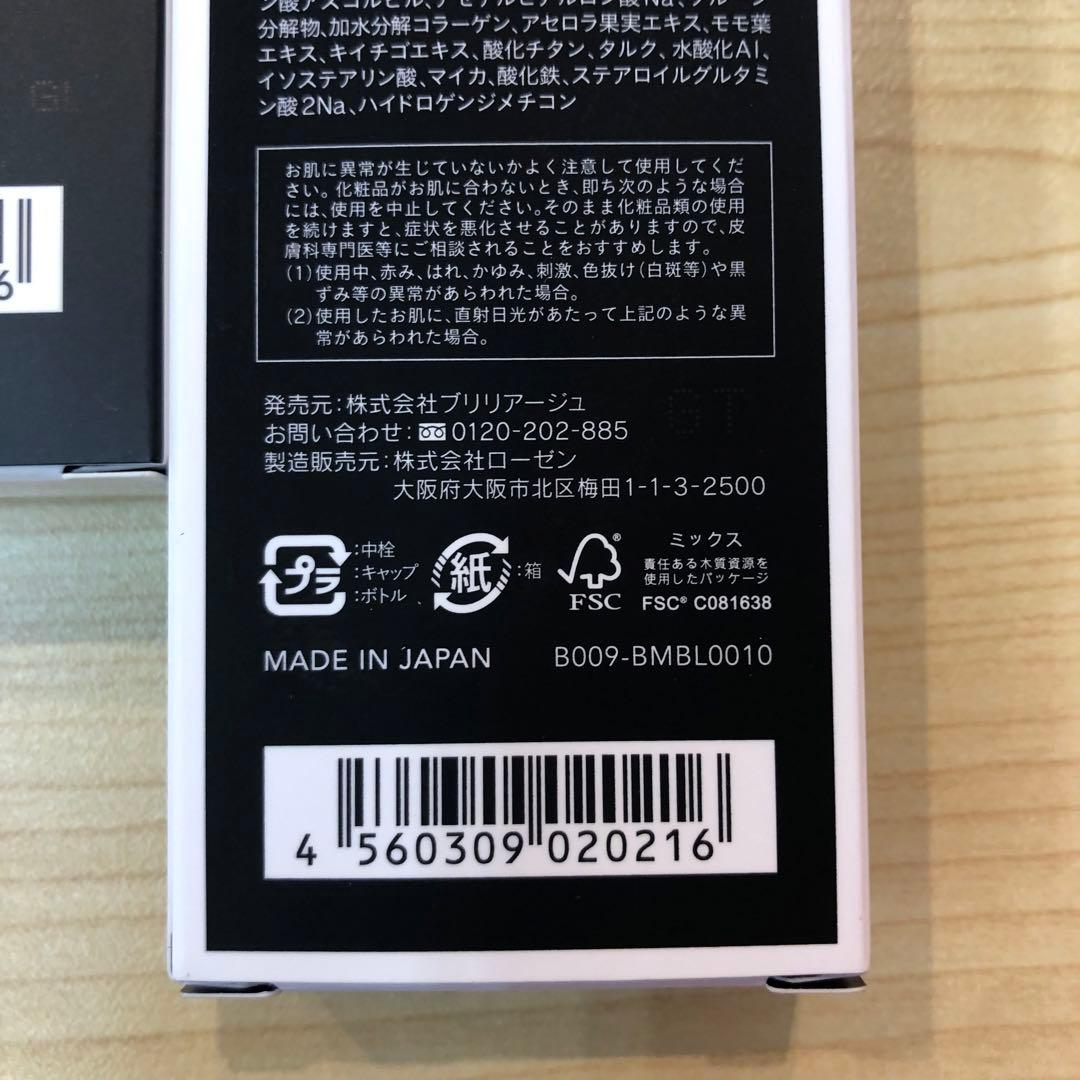 分解物、加水分解コラーゲン、アセロラ果実エキス、モモ葉
エキス、キイチゴエキス、酸化チタン、タルク、水酸化Al、
イソステアリン酸、マイカ、酸化鉄、ステアロイルグルタミ
ン酸2Na、ハイドロゲンジメチコン
お肌に異常が生じていないかよく注意して使用してくだ
さい。化粧品がお肌に合わないとき、即ち次のような場合
には、使用を中止してください。そのまま化粧品類の使用
を続けますと、症状を悪化させることがありますので、皮
膚科専門医等にご相談されることをおすすめします。
(1)使用中、赤み、はれ、かゆみ、刺激、色抜け(白斑等)や黒
ずみ等の異常があらわれた場合。
(2)使用したお肌に、直射日光があたって上記のような異
常があらわれた場合。
発売元:株式会社ブリリアージュ
お問い合わせ: 0120-202-885
製造販売元:株式会社ローゼン
大阪府大阪市北区梅田1-1-3-2500
プラ
:中栓
:キャップ
:ボトル
紙
:箱
FSC®
ミックス
責任ある木質資源を
使用したパッケージ
FSC® C081638
MADE IN JAPAN
B009-BMBL0010
4 560309 020216
6